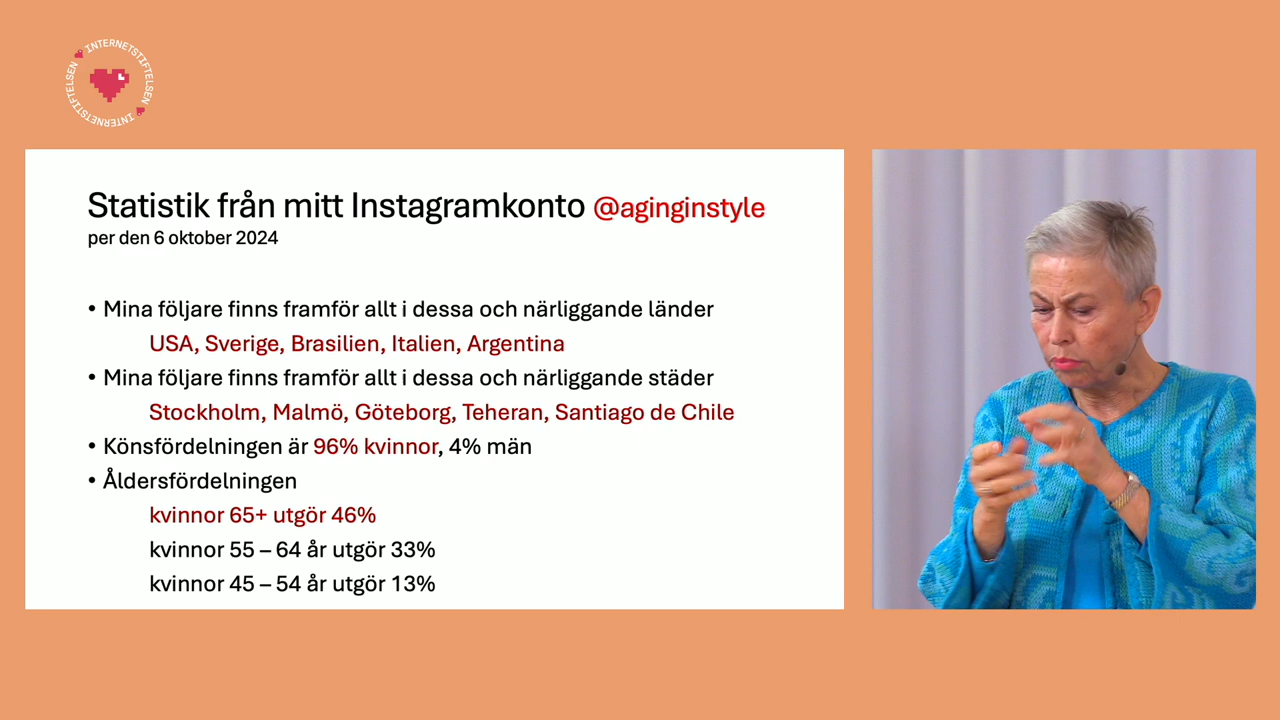 INTERNETSTIFTELSEN
INTERNETSTIFTELSEN
Statistik från mitt Instagramkonto @aginginstyle
per den 6 oktober 2024
• Mina följare finns framför allt i dessa och närliggande länder
USA, Sverige, Brasilien, Italien, Argentina
• Mina följare finns framför allt i dessa och närliggande städer
Stockholm, Malmö, Göteborg, Teheran, Santiago de Chile
• Könsfördelningen är 96% kvinnor, 4% män
• Åldersfördelningen
kvinnor 65+ utgör 46%
kvinnor 55 – 64 år utgör 33%
kvinnor 45 – 54 år utgör 13%